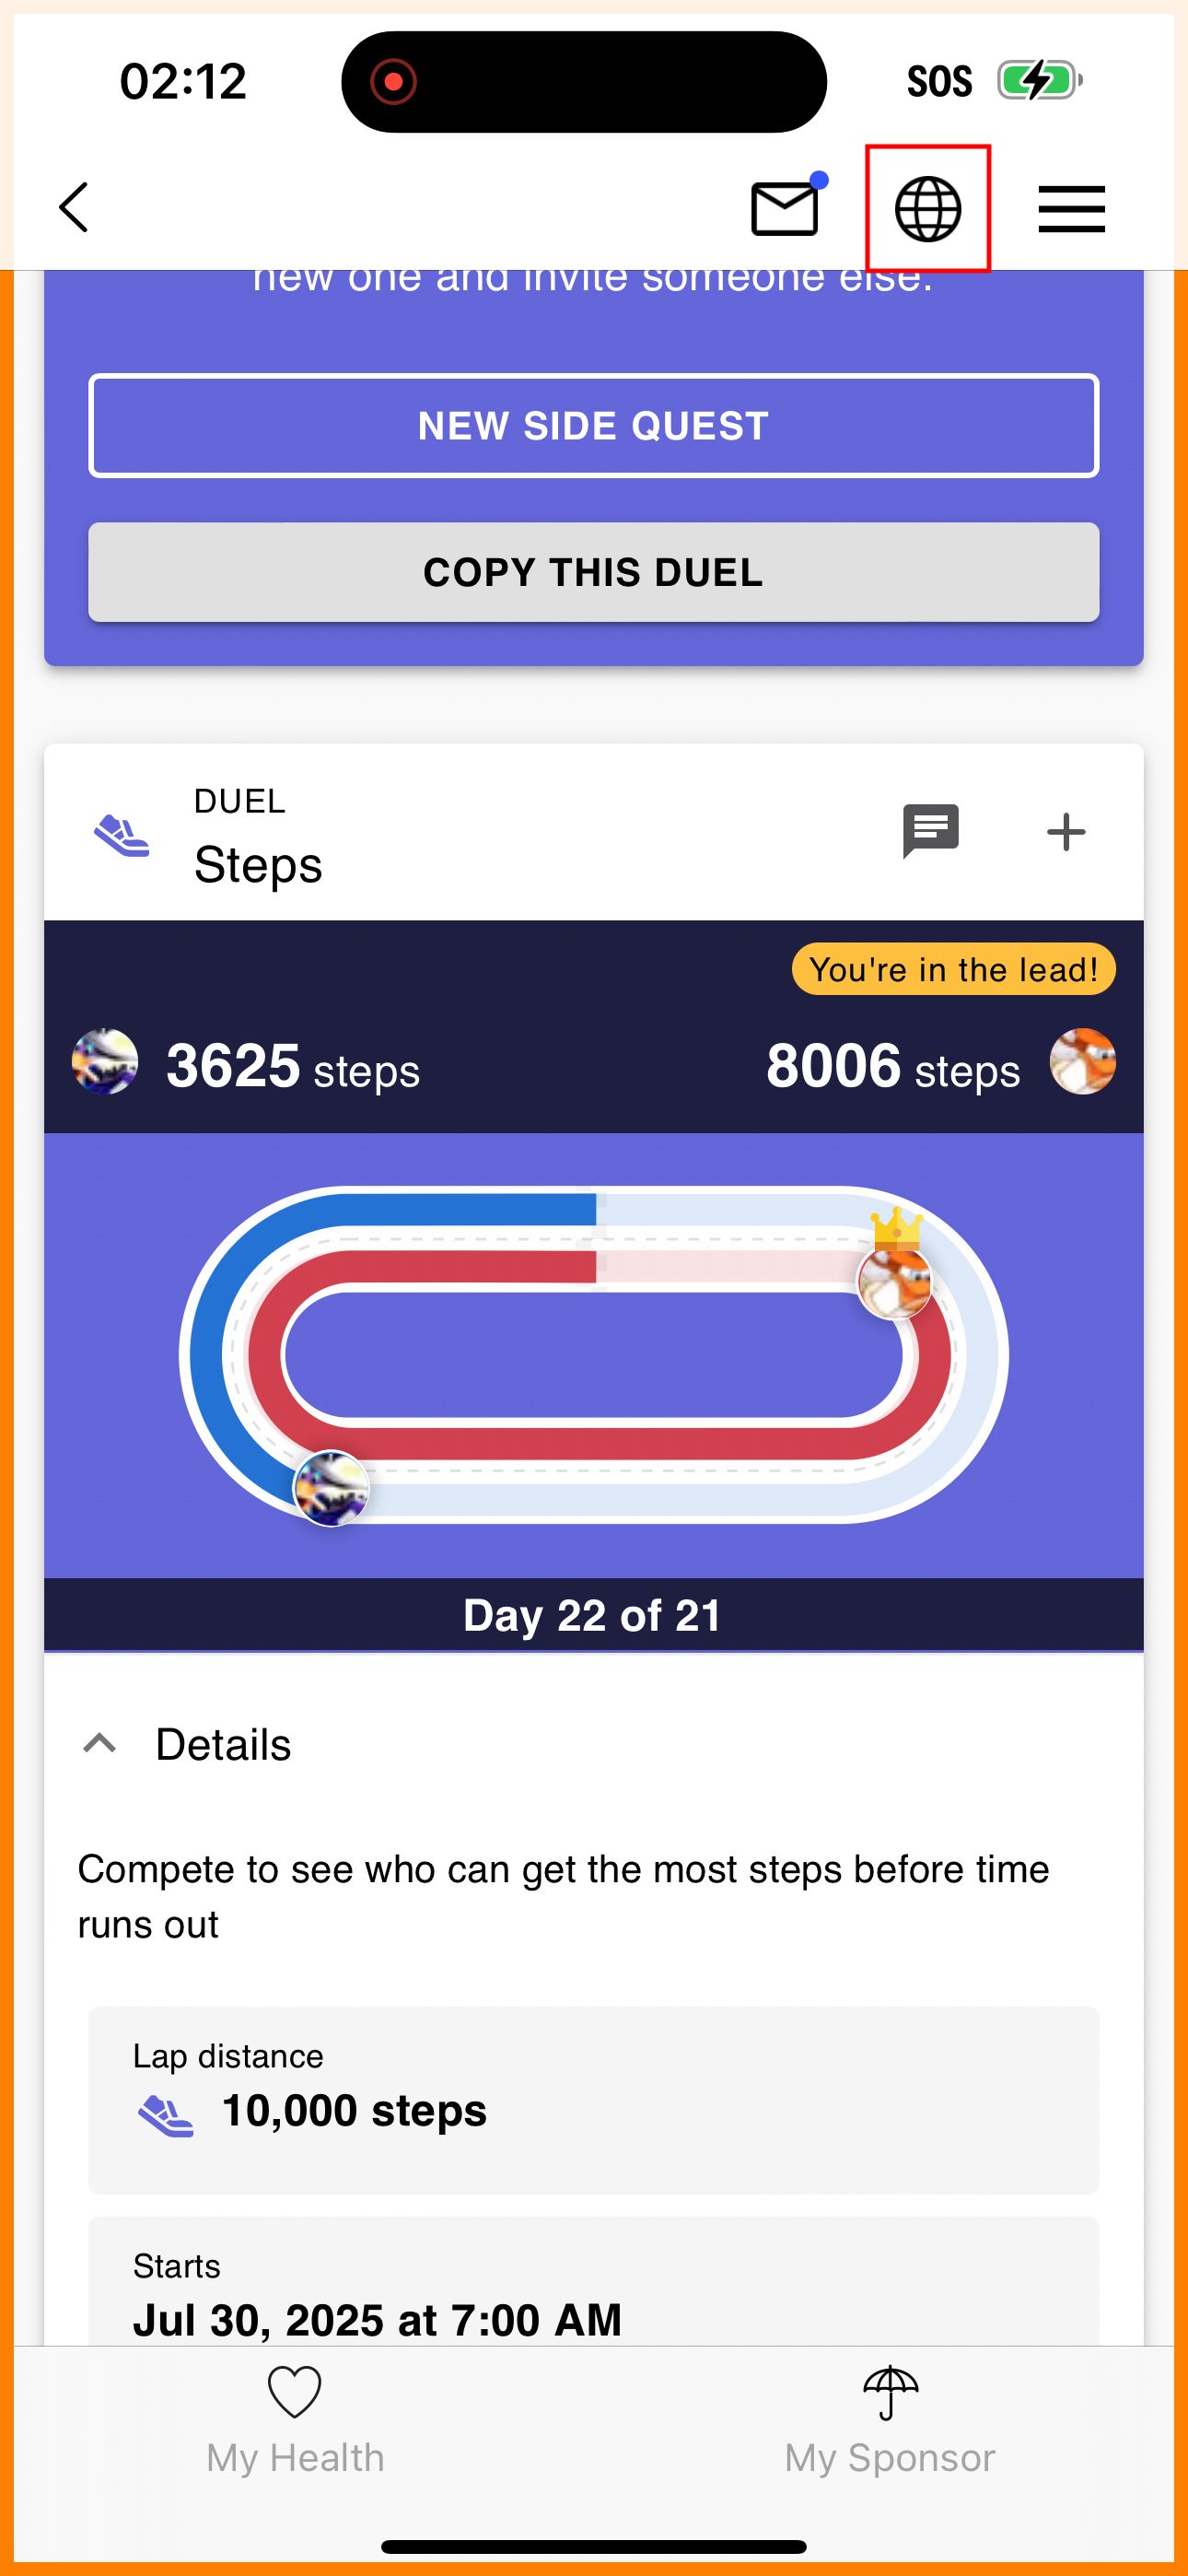 02:12
SOS
new one and invite someone else.
NEW SIDE QUEST
COPY THIS DUEL
DUEL
Steps
You're in the lead!
3625 steps
8006 steps
Day 22 of 21
Details
Compete to see who can get the most steps before time
runs out
Lap distance
10,000 steps
Starts
Jul 30, 2025 at 7:00 AM
My Health
My Sponsor